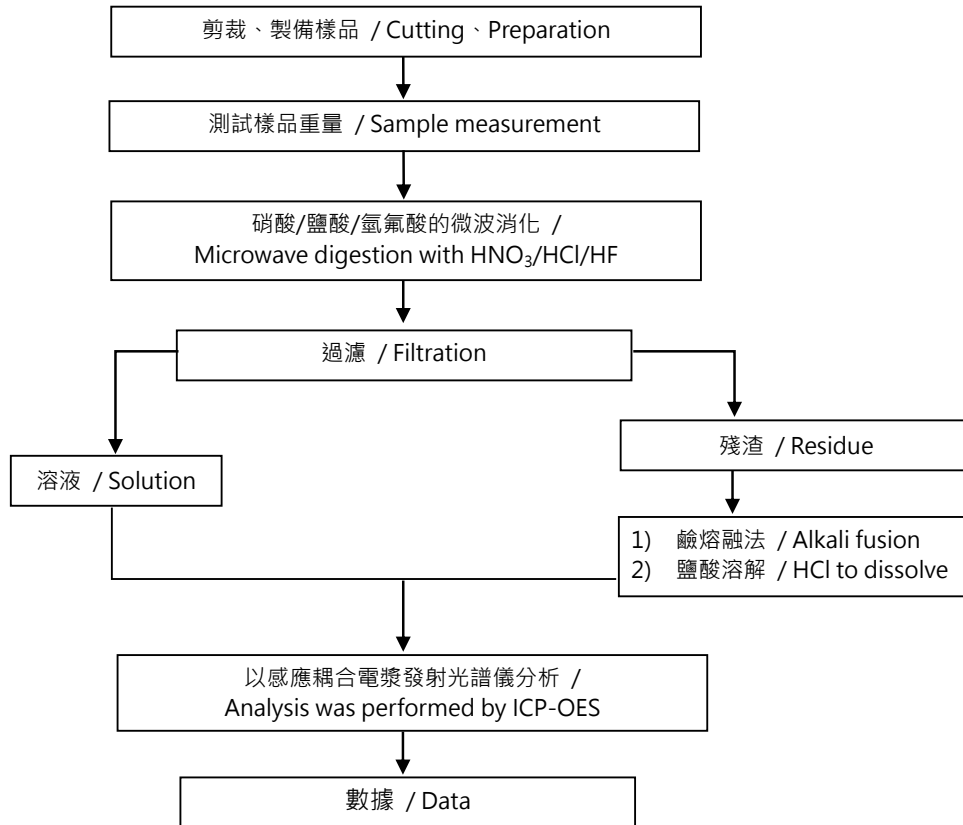 剪裁、製備樣品 / Cutting、Preparation
測試樣品重量 / Sample measurement
硝酸/鹽酸/氫氟酸的微波消化 /
Microwave digestion with HNO₃/HCl/HF
過濾 / Filtration
溶液 / Solution
殘渣 / Residue
1) 鹼熔融法 / Alkali fusion
2) 鹽酸溶解 / HCl to dissolve
以感應耦合電漿發射光譜儀分析 /
Analysis was performed by ICP-OES
數據 / Data